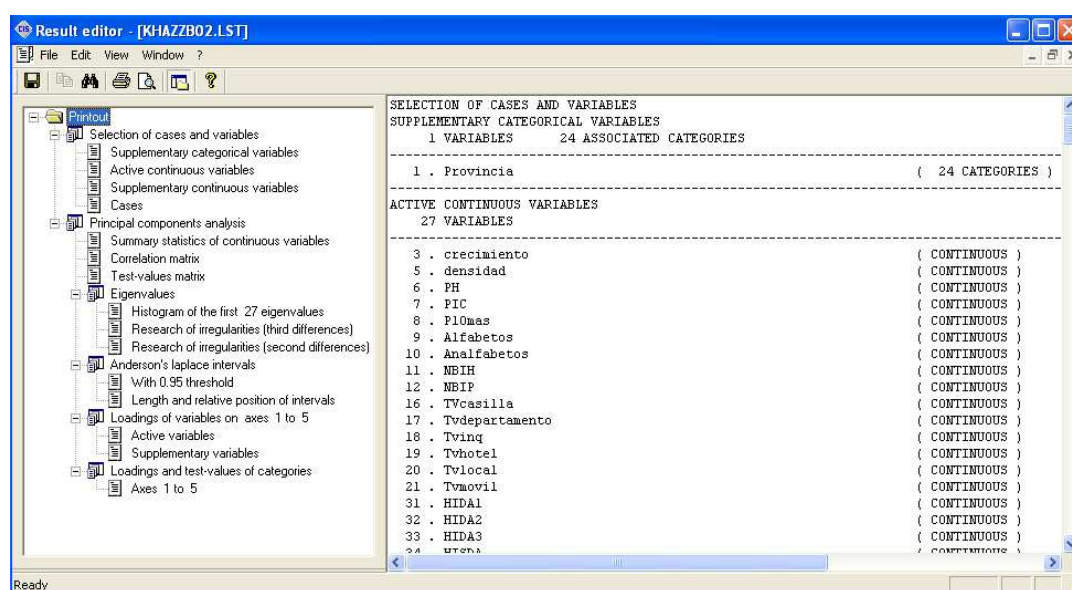 Result editor - [KHAZZB02.LST]
File Edit View Window ?
Printout
Selection of cases and variables
Supplementary categorical variables
Active continuous variables
Supplementary continuous variables
Cases
Principal components analysis
Summary statistics of continuous variables
Correlation matrix
Test-values matrix
Eigenvalues
Histogram of the first 27 eigenvalues
Research of irregularities (third differences)
Research of irregularities (second differences)
Anderson's laplace intervals
With 0.95 threshold
Length and relative position of intervals
Loadings of variables on axes 1 to 5
Active variables
Supplementary variables
Loadings and test-values of categories
Axes 1 to 5
SELECTION OF CASES AND VARIABLES
SUPPLEMENTARY CATEGORICAL VARIABLES
1 VARIABLES 24 ASSOCIATED CATEGORIES
1 . Provincia ( 24 CATEGORIES )
ACTIVE CONTINUOUS VARIABLES
27 VARIABLES
3 . crecimiento ( CONTINUOUS )
5 . densidad ( CONTINUOUS )
6 . PH ( CONTINUOUS )
7 . PIC ( CONTINUOUS )
8 . P10mas ( CONTINUOUS )
9 . Alfabetos ( CONTINUOUS )
10 . Analfabetos ( CONTINUOUS )
11 . NBIH ( CONTINUOUS )
12 . NBIP ( CONTINUOUS )
16 . TVcasilla ( CONTINUOUS )
17 . Tvdepartamento ( CONTINUOUS )
18 . Tvinq ( CONTINUOUS )
19 . Tvhotel ( CONTINUOUS )
20 . Tvlocal ( CONTINUOUS )
21 . Tvmovil ( CONTINUOUS )
31 . HIDA1 ( CONTINUOUS )
32 . HIDA2 ( CONTINUOUS )
33 . HIDA3 ( CONTINUOUS )
34 . HISDA ( CONTINUOUS )
Ready